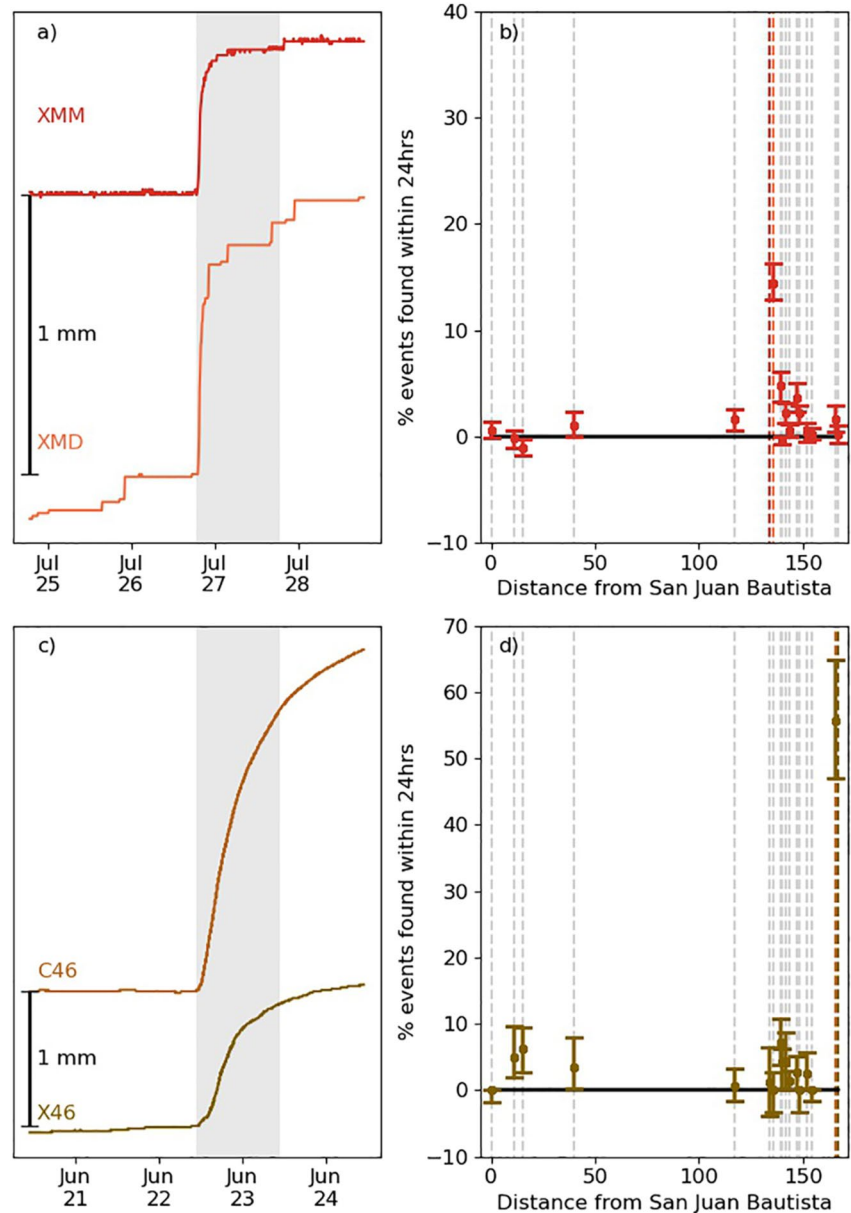 a)
XMM
1 mm
XMD
Jul Jul Jul Jul
25 26 27 28
b)
% events found within 24hrs
40
30
20
10
0
−10
0 50 100 150
Distance from San Juan Bautista
c)
C46
1 mm
X46
Jun Jun Jun Jun
21 22 23 24
d)
% events found within 24hrs
70
60
50
40
30
20
10
0
−10
0 50 100 150
Distance from San Juan Bautista